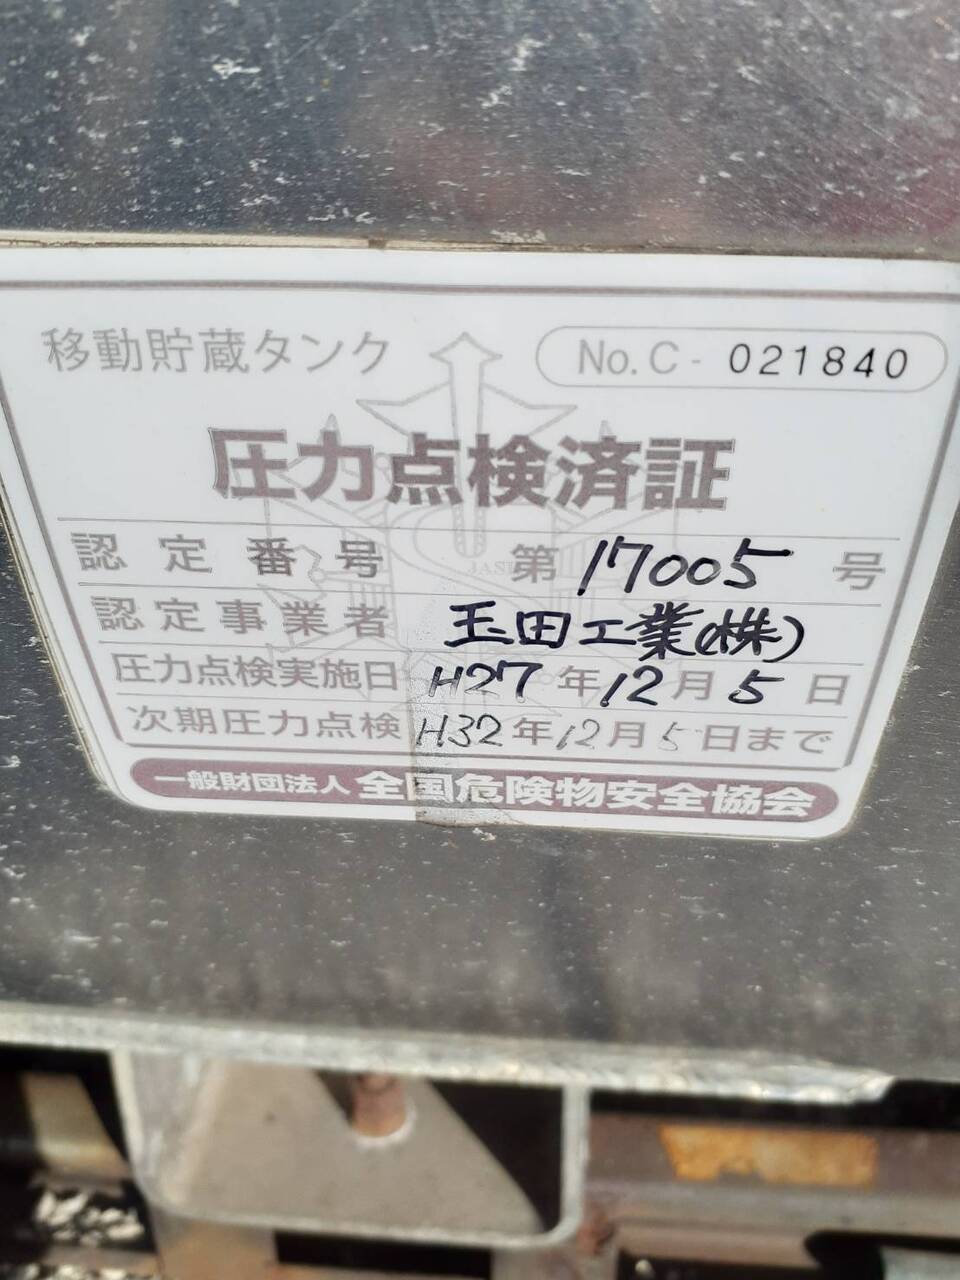 移動貯蔵タンク
No.C-021840
圧力点検済証
認定番号 第17005号
認定事業者 玉田工業(株)
圧力点検実施日 H27年12月5日
次期圧力点検 H32年12月5日まで
一般財団法人 全国危険物安全協会